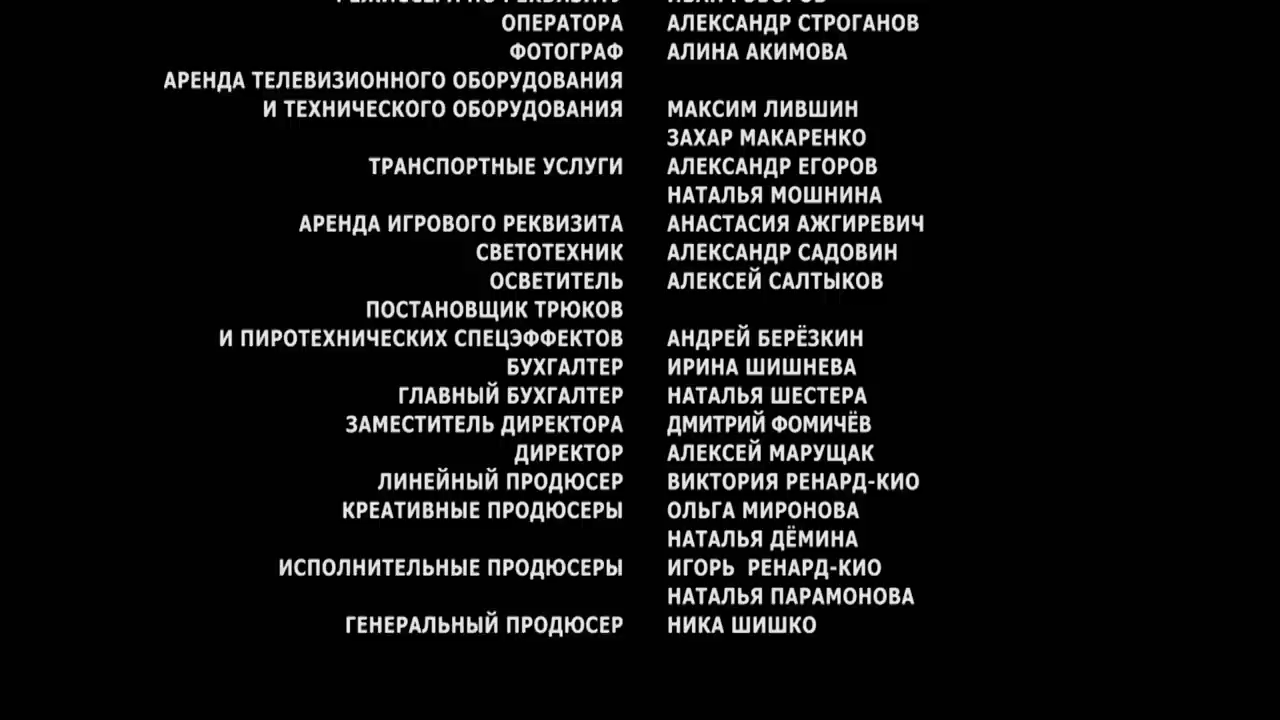 ОПЕРАТОРА АЛЕКСАНДР СТРОГАНОВ
ФОТОГРАФ АЛИНА АКИМОВА
АРЕНДА ТЕЛЕВИЗИОННОГО ОБОРУДОВАНИЯ
И ТЕХНИЧЕСКОГО ОБОРУДОВАНИЯ МАКСИМ ЛИВШИН
ЗАХАР МАКАРЕНКО
ТРАНСПОРТНЫЕ УСЛУГИ АЛЕКСАНДР ЕГОРОВ
НАТАЛЬЯ МОШНИНА
АРЕНДА ИГРОВОГО РЕКВИЗИТА АНАСТАСИЯ АЖГИРЕВИЧ
СВЕТОТЕХНИК АЛЕКСАНДР САДОВИН
ОСВЕТИТЕЛЬ АЛЕКСЕЙ САЛТЫКОВ
ПОСТАНОВЩИК ТРЮКОВ
И ПИРОТЕХНИЧЕСКИХ СПЕЦЭФФЕКТОВ АНДРЕЙ БЕРЁЗКИН
БУХГАЛТЕР ИРИНА ШИШНЕВА
ГЛАВНЫЙ БУХГАЛТЕР НАТАЛЬЯ ШЕСТЕРА
ЗАМЕСТИТЕЛЬ ДИРЕКТОРА ДМИТРИЙ ФОМИЧЁВ
ДИРЕКТОР АЛЕКСЕЙ МАРУЩАК
ЛИНЕЙНЫЙ ПРОДЮСЕР ВИКТОРИЯ РЕНАРД-КИО
КРЕАТИВНЫЕ ПРОДЮСЕРЫ ОЛЬГА МИРОНОВА
НАТАЛЬЯ ДЁМИНА
ИСПОЛНИТЕЛЬНЫЕ ПРОДЮСЕРЫ ИГОРЬ РЕНАРД-КИО
НАТАЛЬЯ ПАРАМОНОВА
ГЕНЕРАЛЬНЫЙ ПРОДЮСЕР НИКА ШИШКО